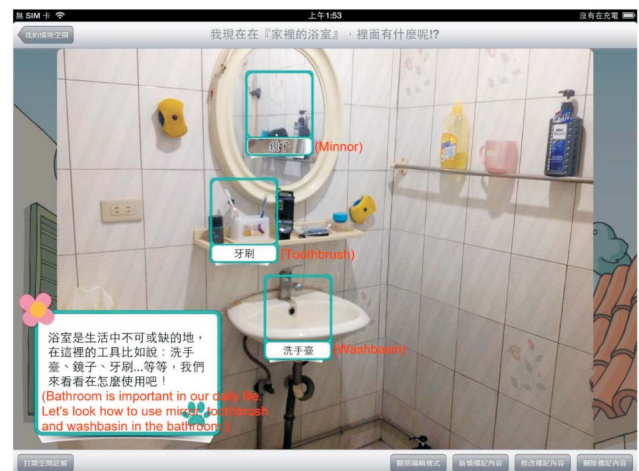 無 SIM 卡
上午1:53
沒有在充電
我的情境空間
我現在在『家裡的浴室』，裡面有什麼呢!?
鏡子
(Minnor)
牙刷
(Toothbrush)
洗手臺
(Washbasin)
浴室是生活中不可或缺的地，
在這裡的工具比如說：洗手
臺、鏡子、牙刷...等等，我們
來看看在怎麼使用吧！
(Bathroom is important in our daily life.
Let's look how to use mirror, toothbrush
and washbasin in the bathroom.)
打開空間註解
關閉編輯模式
新增標記內容
修改標記內容
刪除標記內容